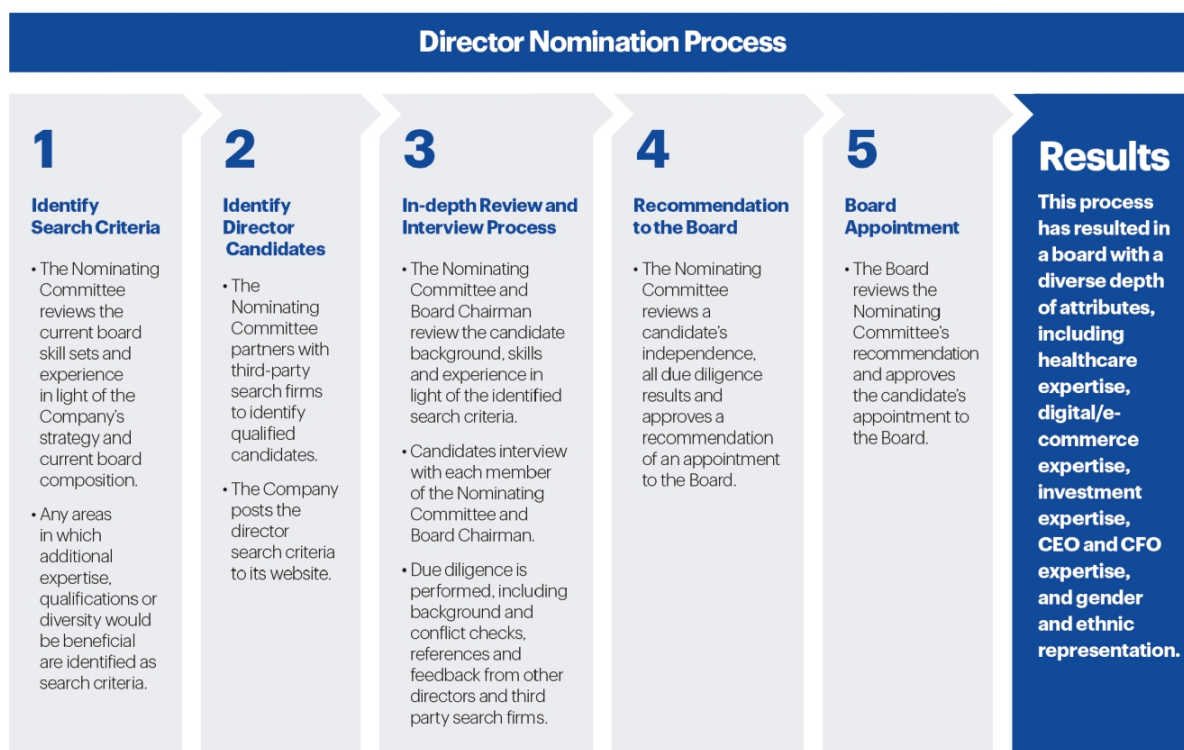 Director Nomination Process
1
Identify
Search Criteria
• The Nominating
Committee
reviews the
current board
skill sets and
experience
in light of the
Company's
strategy and
current board
composition.
• Any areas
in which
additional
expertise,
qualifications or
diversity would
be beneficial
are identified as
search criteria.
2
Identify
Director
Candidates
• The
Nominating
Committee
partners with
third-party
search firms
to identify
qualified
candidates.
• The Company
posts the
director
search criteria
to its website.
3
In-depth Review and
Interview Process
• The Nominating
Committee and
Board Chairman
review the candidate
background, skills
and experience in
light of the identified
search criteria.
• Candidates interview
with each member
of the Nominating
Committee and
Board Chairman.
• Due diligence is
performed, including
background and
conflict checks,
references and
feedback from other
directors and third
party search firms.
4
Recommendation
to the Board
• The Nominating
Committee
reviews a
candidate's
independence,
all due diligence
results and
approves a
recommendation
of an appointment
to the Board.
5
Board
Appointment
• The Board
reviews the
Nominating
Committee's
recommendation
and approves
the candidate's
appointment to
the Board.
Results
This process
has resulted in
a board with a
diverse depth
of attributes,
including
healthcare
expertise,
digital/e-
commerce
expertise,
investment
expertise,
CEO and CFO
expertise,
and gender
and ethnic
representation.